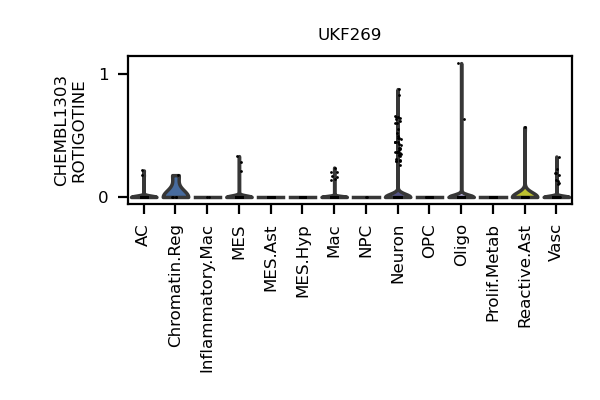 UKF269
CHEMBL1303
ROTIGOTINE
1
0
AC
Chromatin.Reg
Inflammatory.Mac
MES
MES.Ast
MES.Hyp
Mac
NPC
Neuron
OPC
Oligo
Prolif.Metab
Reactive.Ast
Vasc